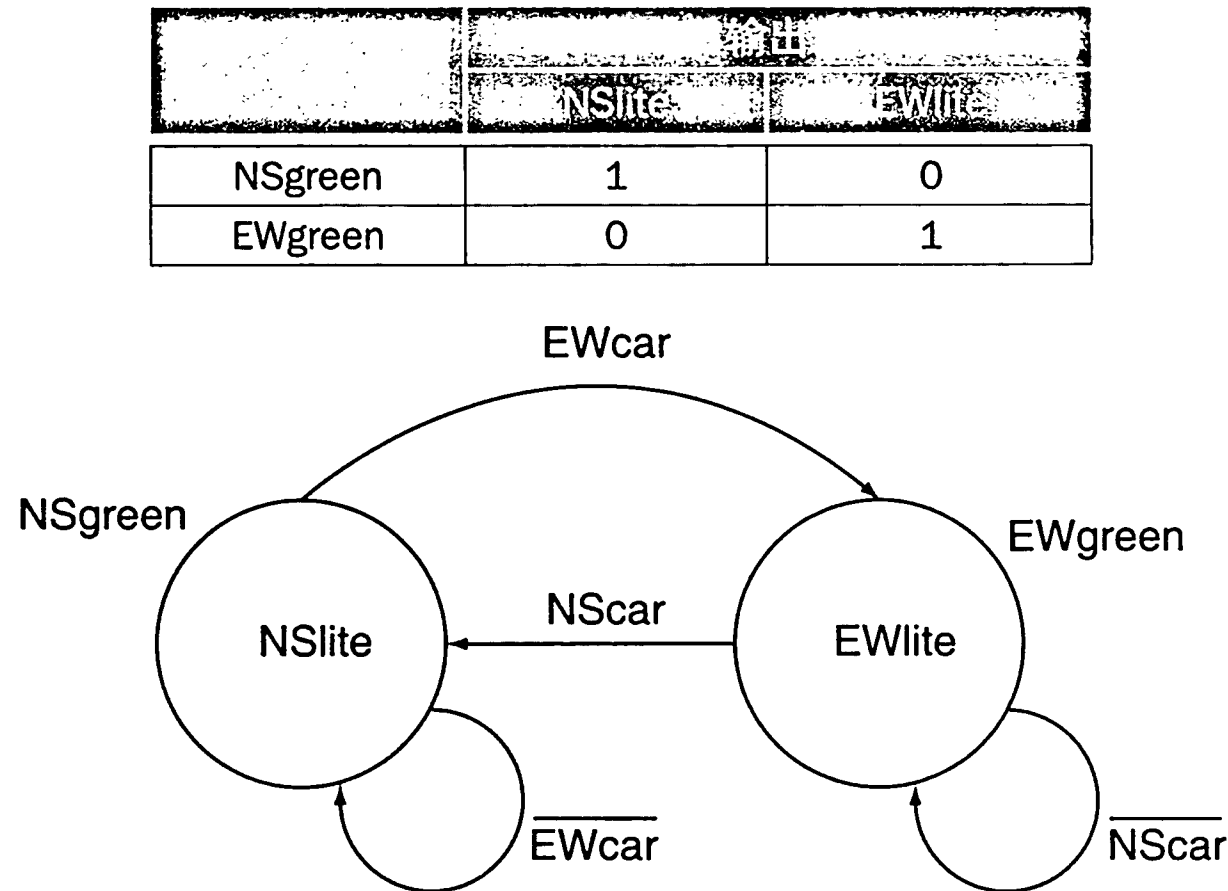 输出
NSlite EWlite
NSgreen 1 0
EWgreen 0 1
EWcar
NSgreen
EWgreen
NScar
NSlite
EWlite
EWcar
NScar